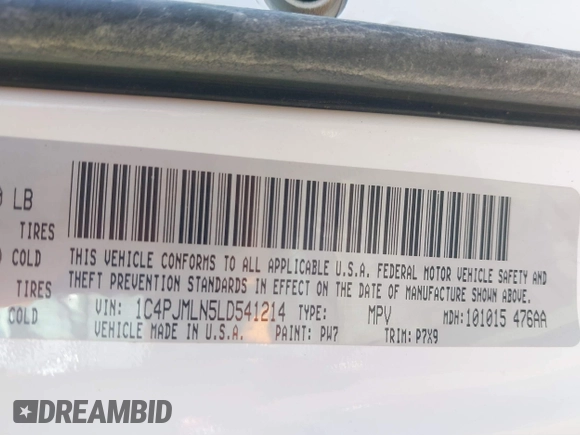 LB
TIRES
COLD
TIRES
COLD
THIS VEHICLE CONFORMS TO ALL APPLICABLE U.S.A. FEDERAL MOTOR VEHICLE SAFETY AND
THEFT PREVENTION STANDARDS IN EFFECT ON THE DATE OF MANUFACTURE SHOWN ABOVE.
VIN: 1C4PJMLN5LD541214 TYPE: MPV MDH:101015 476AA
VEHICLE MADE IN U.S.A. PAINT: PW7 TRIM: P7X9
DREAMBID